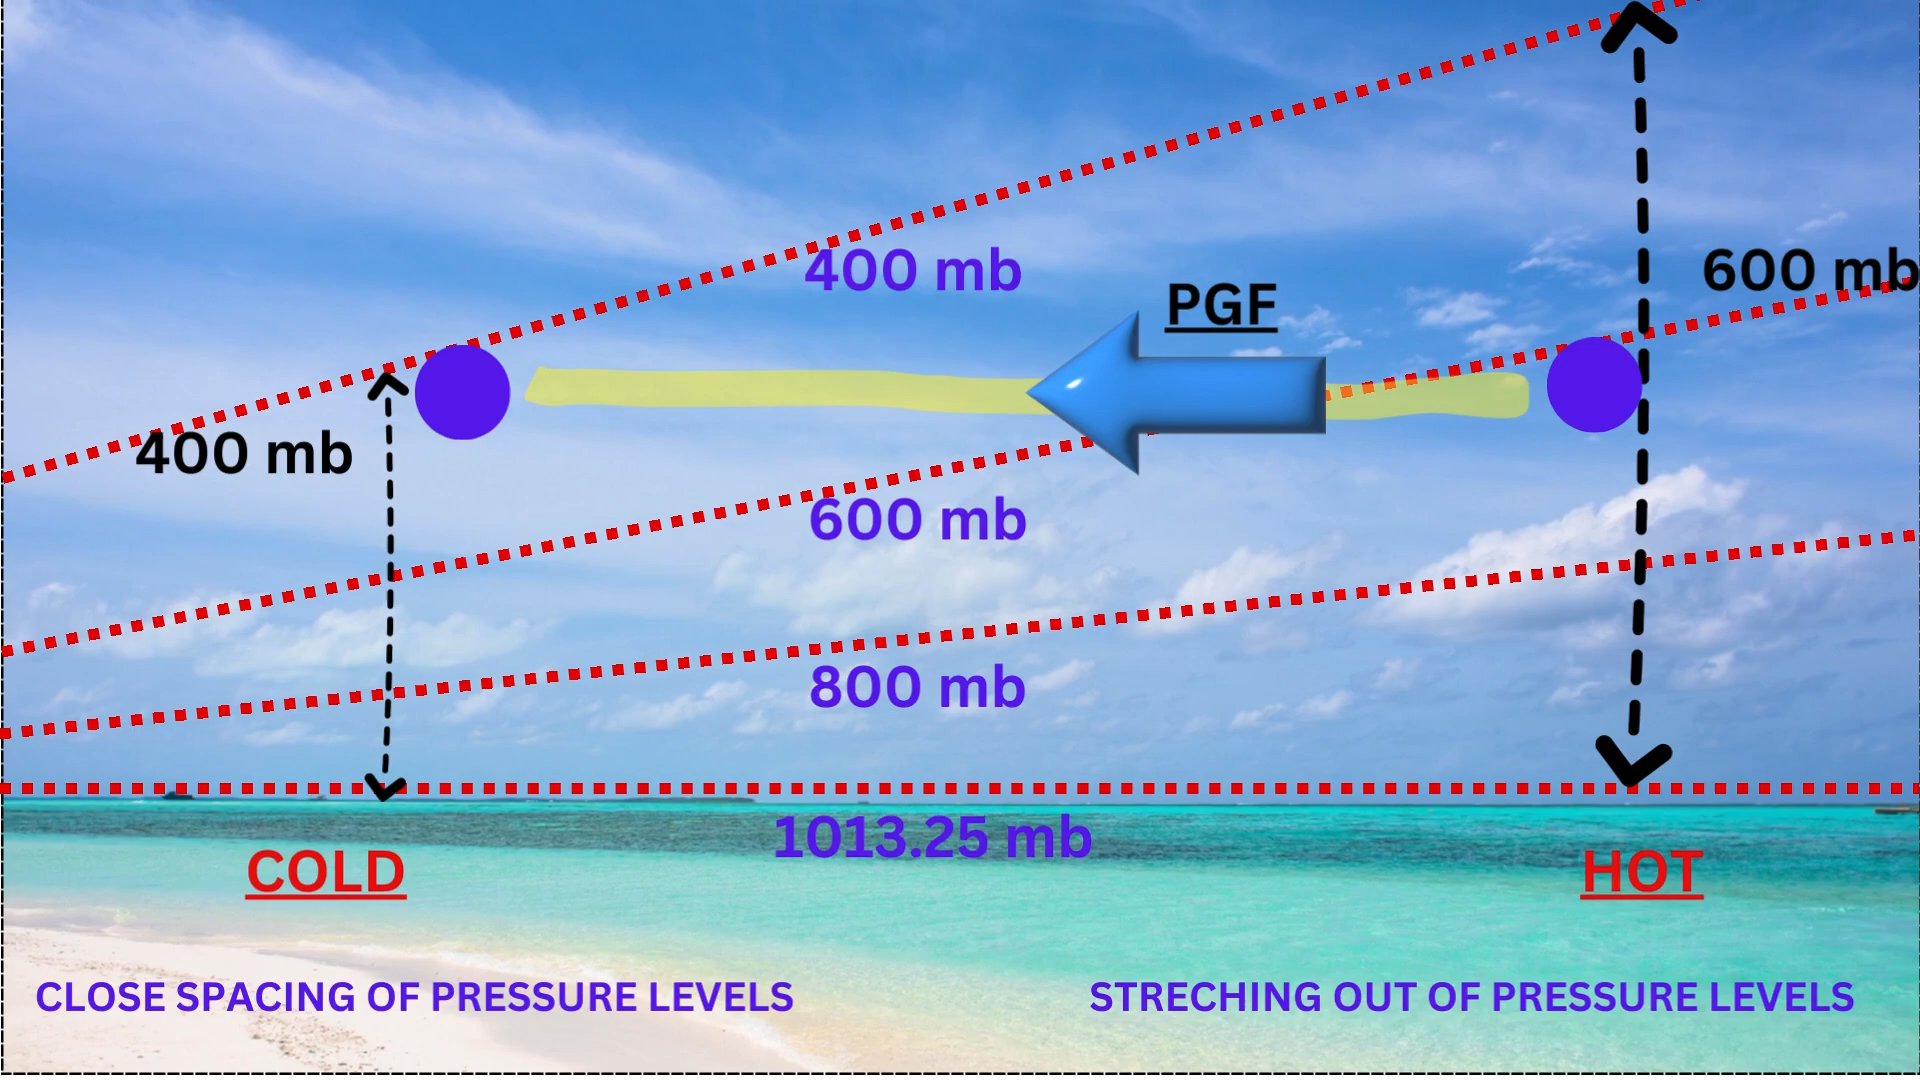 400 mb
600 mb
PGF
400 mb
600 mb
800 mb
1013.25 mb
COLD
HOT
CLOSE SPACING OF PRESSURE LEVELS
STRECHING OUT OF PRESSURE LEVELS